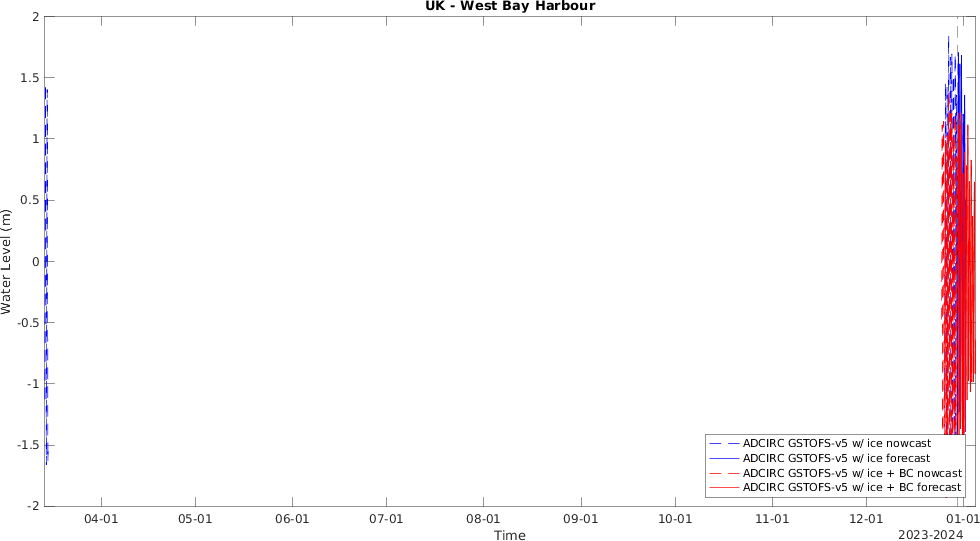 UK - West Bay Harbour
2
1.5
1
0.5
0
-0.5
-1
-1.5
-2
Water Level (m)
04-01 05-01 06-01 07-01 08-01 09-01 10-01 11-01 12-01 01-01
Time
2023-2024
ADCIRC GSTOFS-v5 w/ ice nowcast
ADCIRC GSTOFS-v5 w/ ice forecast
ADCIRC GSTOFS-v5 w/ ice + BC nowcast
ADCIRC GSTOFS-v5 w/ ice + BC forecast